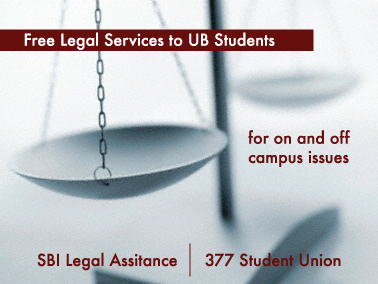 Free Legal Services to UB Students
for on and off
campus issues
SBI Legal Assitance | 377 Student Union